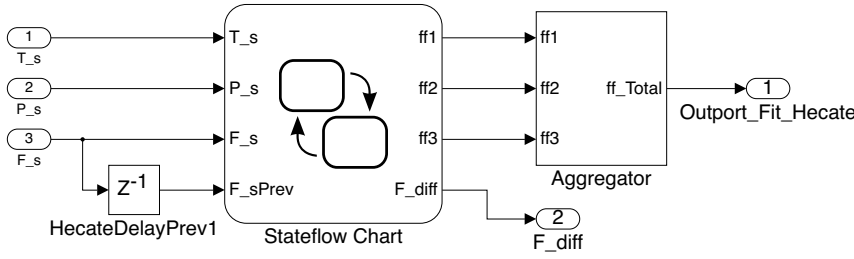 1
T_s
2
P_s
3
F_s
Z-1
HecateDelayPrev1
T_s
P_s
F_s
F_sPrev
ff1
ff2
ff3
F_diff
Stateflow Chart
ff1
ff2
ff3
ff_Total
Aggregator
1
Outport_Fit_Hecate
2
F_diff